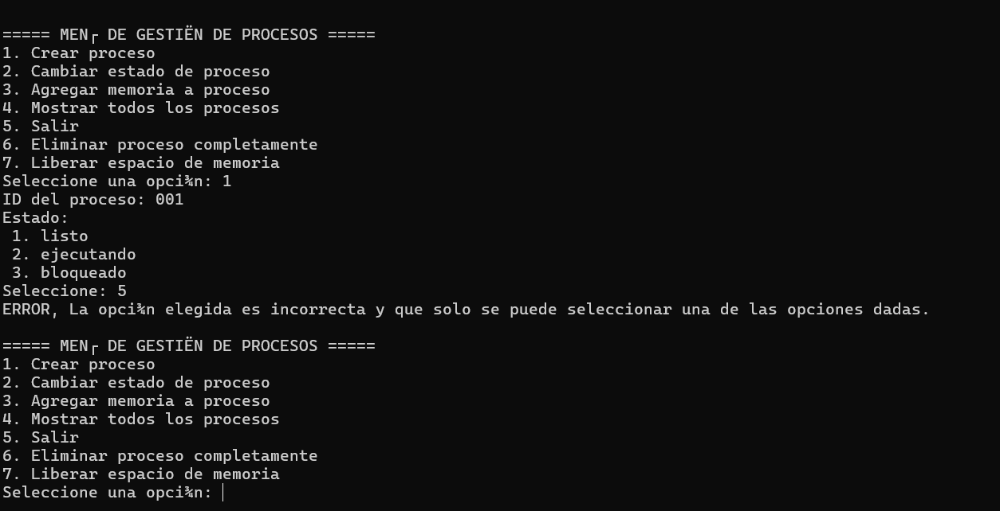 ===== MEN┌ DE GESTIËN DE PROCESOS =====
1. Crear proceso
2. Cambiar estado de proceso
3. Agregar memoria a proceso
4. Mostrar todos los procesos
5. Salir
6. Eliminar proceso completamente
7. Liberar espacio de memoria
Seleccione una opci¾n: 1
ID del proceso: 001
Estado:
 1. listo
 2. ejecutando
 3. bloqueado
Seleccione: 5
ERROR, La opci¾n elegida es incorrecta y que solo se puede seleccionar una de las opciones dadas.

===== MEN┌ DE GESTIËN DE PROCESOS =====
1. Crear proceso
2. Cambiar estado de proceso
3. Agregar memoria a proceso
4. Mostrar todos los procesos
5. Salir
6. Eliminar proceso completamente
7. Liberar espacio de memoria
Seleccione una opci¾n: